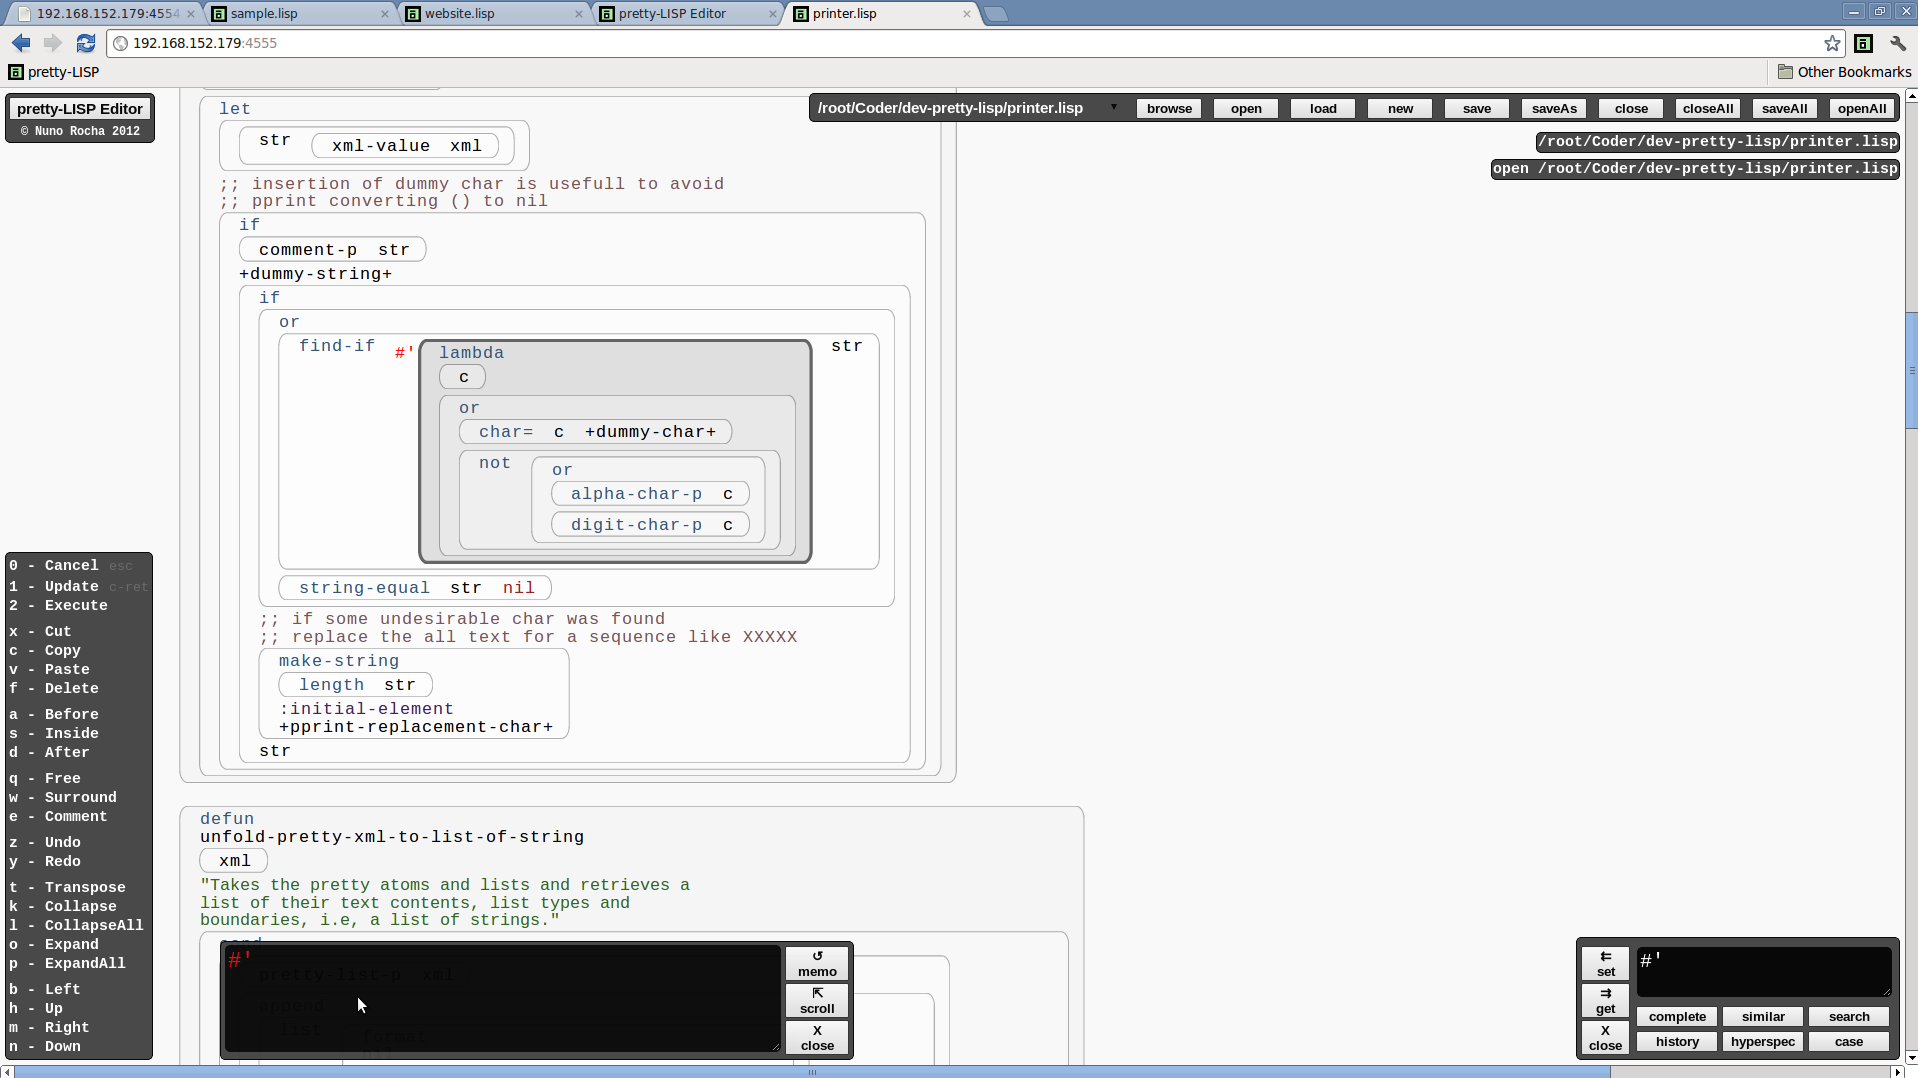 192.168.152.179:4554
sample.lisp
website.lisp
pretty-LISP Editor
printer.lisp
192.168.152.179:4555
pretty-LISP
Other Bookmarks
pretty-LISP Editor
© Nuno Rocha 2012
/root/Coder/dev-pretty-lisp/printer.lisp
browse
open
load
new
save
saveAs
close
closeAll
saveAll
openAll
/root/Coder/dev-pretty-lisp/printer.lisp
open /root/Coder/dev-pretty-lisp/printer.lisp
let
str xml-value xml
;; insertion of dummy char is usefull to avoid
;; pprint converting () to nil
if
comment-p str
+dummy-string+
if
or
find-if #' lambda str
c
or
char= c +dummy-char+
not or
alpha-char-p c
digit-char-p c
string-equal str nil
;; if some undesirable char was found
;; replace the all text for a sequence like XXXXX
make-string
length str
:initial-element
+pprint-replacement-char+
str
defun
unfold-pretty-xml-to-list-of-string
xml
"Takes the pretty atoms and lists and retrieves a
list of their text contents, list types and
boundaries, i.e, a list of strings."
cond
pretty-list-p xml
append
list
format
0 - Cancel esc
1 - Update c-ret
2 - Execute
x - Cut
c - Copy
v - Paste
f - Delete
a - Before
s - Inside
d - After
q - Free
w - Surround
e - Comment
z - Undo
y - Redo
t - Transpose
k - Collapse
l - CollapseAll
o - Expand
p - ExpandAll
b - Left
h - Up
m - Right
n - Down
#'
memo
scroll
X
close
set
get
X
close
#'
complete
similar
search
history
hyperspec
case